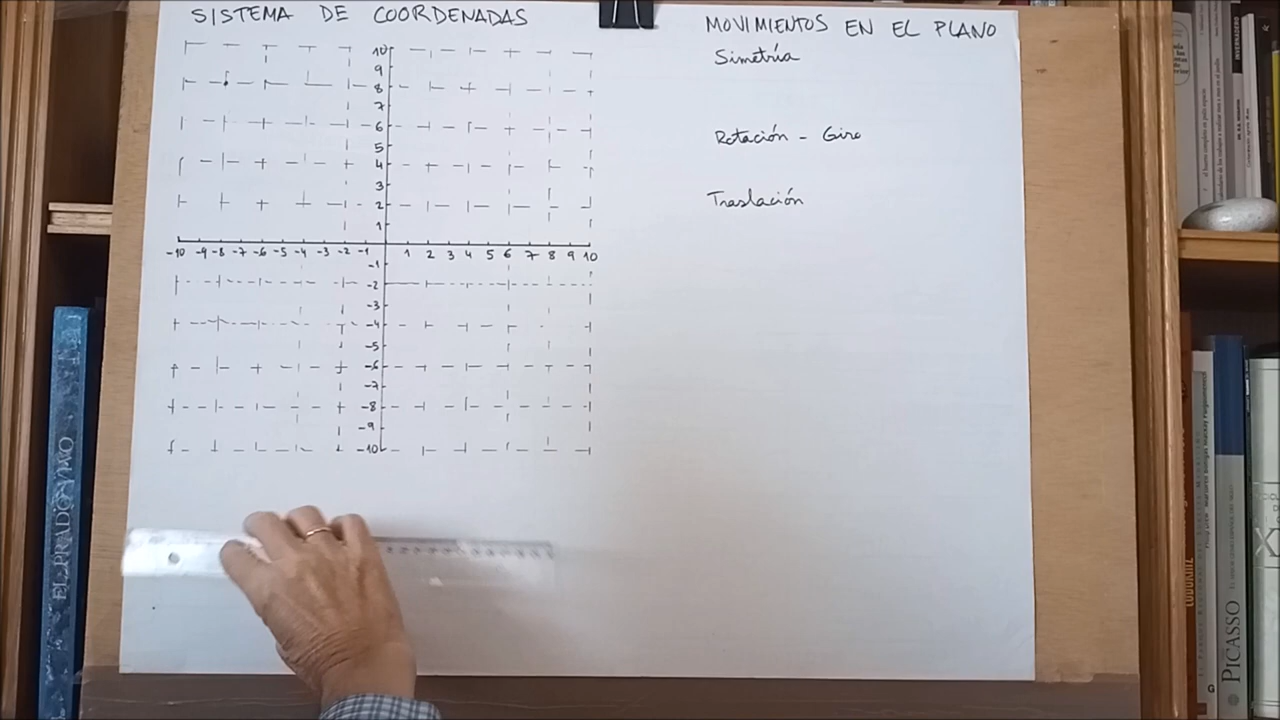 SISTEMA DE COORDENADAS
MOVIMIENTOS EN EL PLANO
Simetría
Rotación - Giro
Traslación
10
9
8
7
6
5
4
3
2
1
-10 -9 -8 -7 -6 -5 -4 -3 -2 -1 1 2 3 4 5 6 7 8 9 10
-1
-2
-3
-4
-5
-6
-7
-8
-9
-10
EL PRADO VIVO
PICASSO